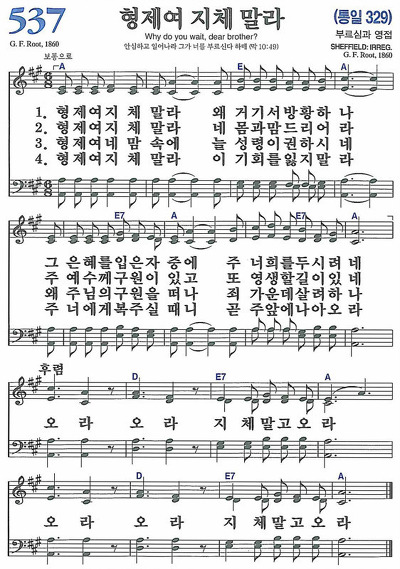 537
형제여 지체 말라
(통일 329)
G. F. Root, 1860
Why do you wait, dear brother?
부르심과 영접
안심하고 일어나라 그가 너를 부르신다 하매 (막 10:49)
SHEFFIELD: IRREG.
G. F. Root, 1860
보통으로
A E7 A
1. 형제여지 체 말라 왜 거기서방황하 나
2. 형제여지 체 말라 네 몸과맘드리어 라
3. 형제여네 맘 속에 늘 성령이권하시 네
4. 형제여지 체 말라 이 기회를잃지말 라
E7 A E7 A
그 은혜를입은자 중에 주 너희를두시려 네
주 예수께구원이 있고 또 영생할길이있 네
왜 주님의구원을 떠나 죄 가운데살려하 나
주 너에게복주실 때니 곧 주앞에나아오 라
후렴
D E7 A
오 라 오 라 지체말고오 라
D E7 A
오 라 오 라 지체말고오 라